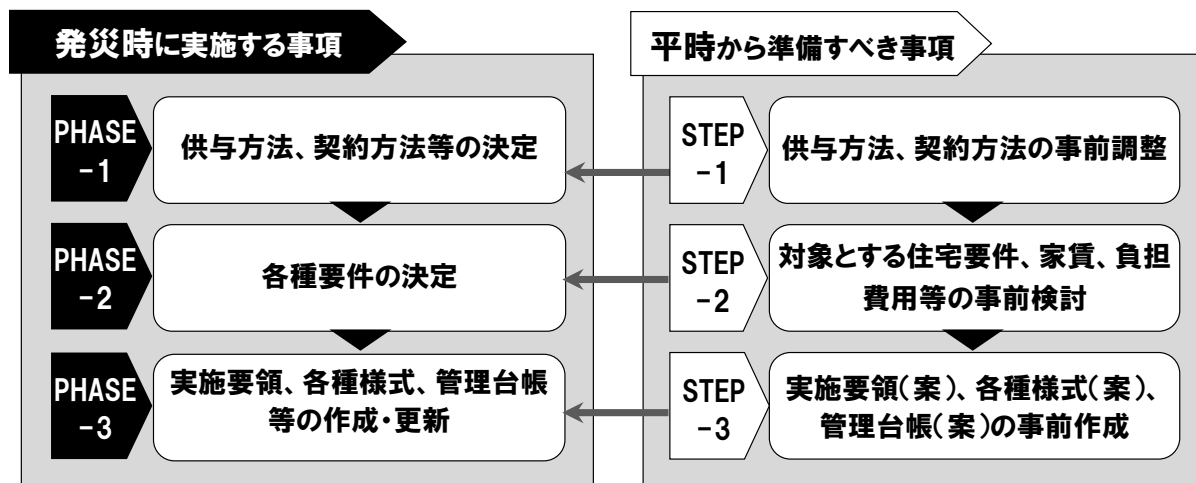 発災時に実施する事項
PHASE
-1
供与方法、契約方法等の決定
PHASE
-2
各種要件の決定
PHASE
-3
実施要領、各種様式、管理台帳
等の作成・更新
平時から準備すべき事項
STEP
-1
供与方法、契約方法の事前調整
STEP
-2
対象とする住宅要件、家賃、負担
費用等の事前検討
STEP
-3
実施要領(案)、各種様式(案)、
管理台帳(案)の事前作成